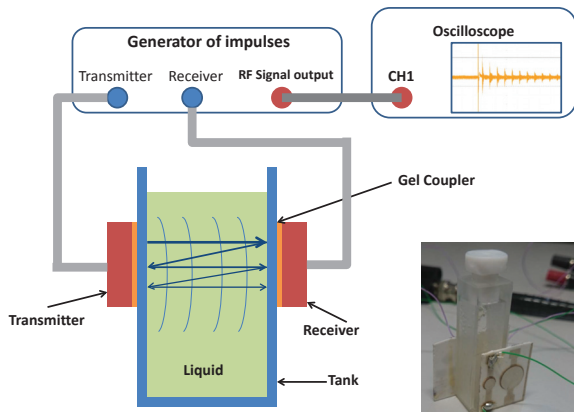 Generator of impulses
Transmitter
Receiver
RF Signal output
Oscilloscope
CH1
Gel Coupler
Transmitter
Receiver
Liquid
Tank